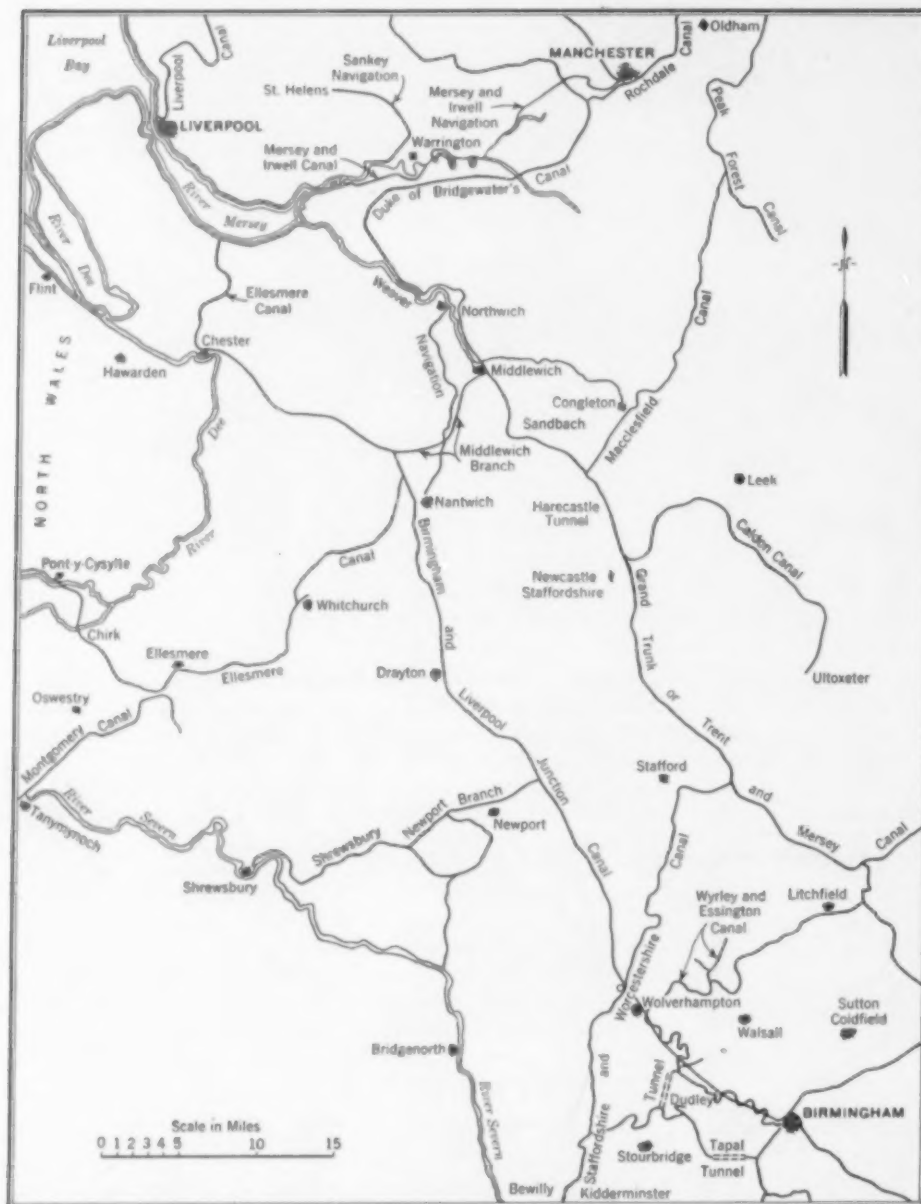 Liverpool
Bay
Canal
Liverpool
LIVERPOOL
Sankey
Navigation
St. Helens
Mersey and
Irwell
Navigation
MANCHESTER
Oldham
Rochdale Canal
Peak Forest Canal
Warrington
Mersey and
Irwell Canal
Duke of Bridgewater's Canal
River Mersey
River Dee
Flint
Ellesmere
Canal
Weaver Navigation
Northwich
Chester
Hawarden
NORTH WALES
Middlewich
Congleton
Macclesfield Canal
Sandbach
Middlewich
Branch
Nantwich
Leek
Harecastle
Tunnel
River Dee
Caldon Canal
Newcastle
Staffordshire
Pont-y-Cysylle
Chirk
Whitchurch
Ellesmere
Ellesmere Canal
Birmingham and Liverpool Junction Canal
Drayton
Ultoxeter
Oswestry
Montgomery Canal
Grand Trunk or Trent and Mersey Canal
Stafford
Tanymynoch
River Severn
Shrewsbury
Shrewsbury Newport Branch
Newport
Litchfield
Wyrley and
Essington
Canal
Staffordshire and Worcestershire Canal
Wolverhampton
Walsall
Sutton
Coldfield
Bridgenorth
River Severn
Tunnel
Dudley
BIRMINGHAM
Stourbridge
Tapal
Tunnel
Scale in Miles
0 1 2 3 4 5 10 15
Bewilly
Kidderminster